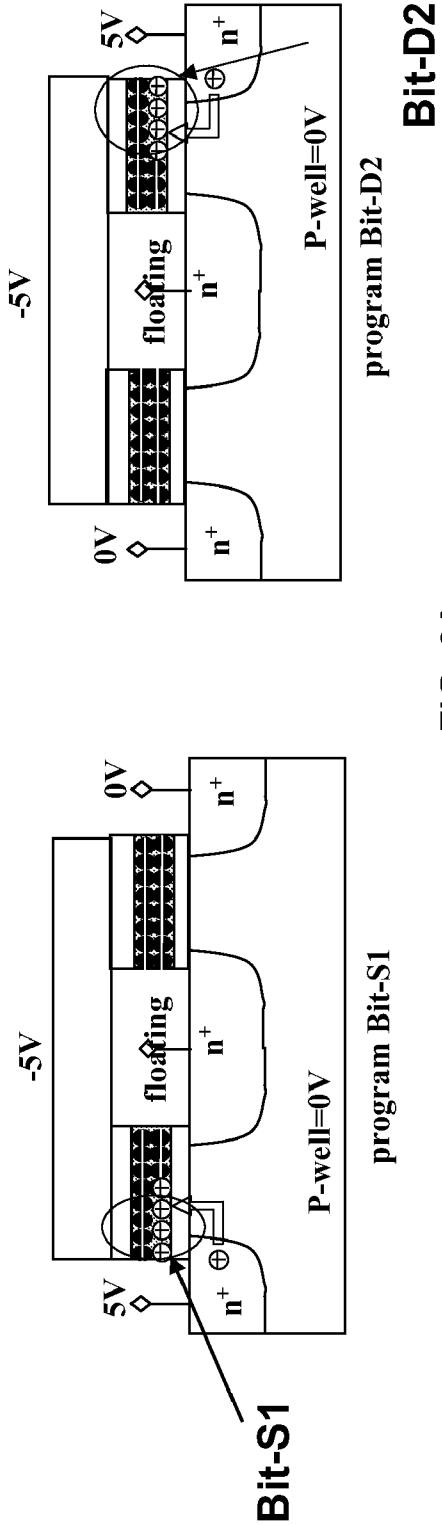 -5V
5V
0V
floating
n⁺
n⁺
n⁺
P-well=0V
program Bit-S1
Bit-S1
-5V
0V
5V
floating
n⁺
n⁺
n⁺
P-well=0V
program Bit-D2
Bit-D2